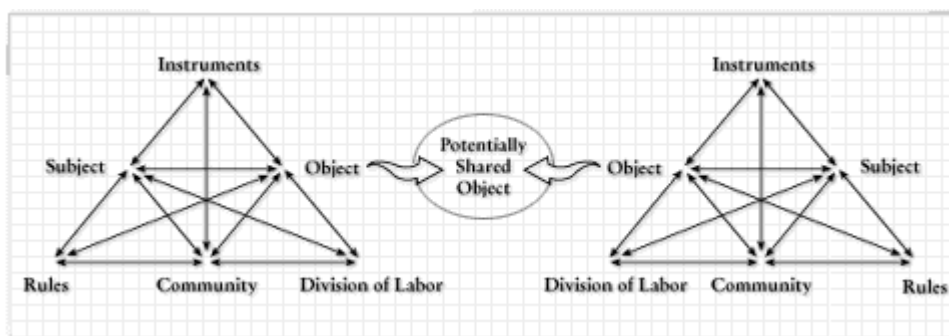 Instruments
Instruments
Subject
Object
Potentially
Shared
Object
Object
Subject
Rules
Community
Division of Labor
Division of Labor
Community
Rules